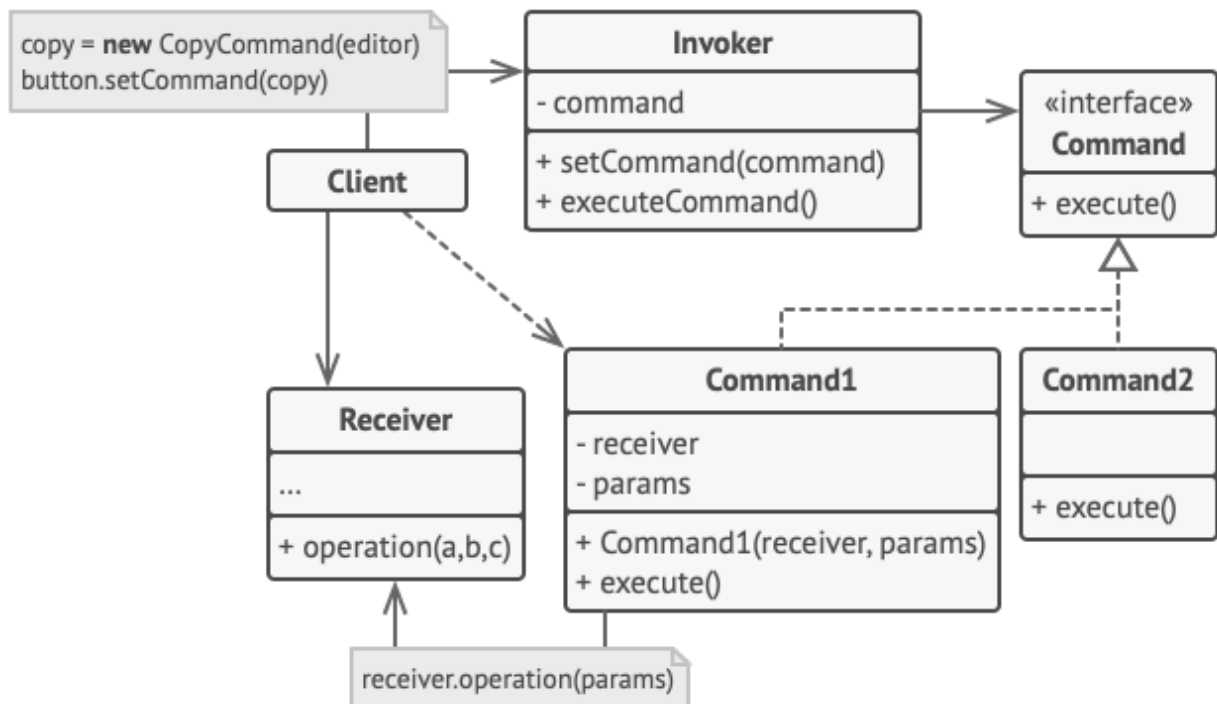 copy = new CopyCommand(editor)
button.setCommand(copy)
Invoker
- command
+ setCommand(command)
+ executeCommand()
«interface»
Command
+ execute()
Client
Receiver
...
+ operation(a,b,c)
Command1
- receiver
- params
+ Command1(receiver, params)
+ execute()
Command2
+ execute()
receiver.operation(params)